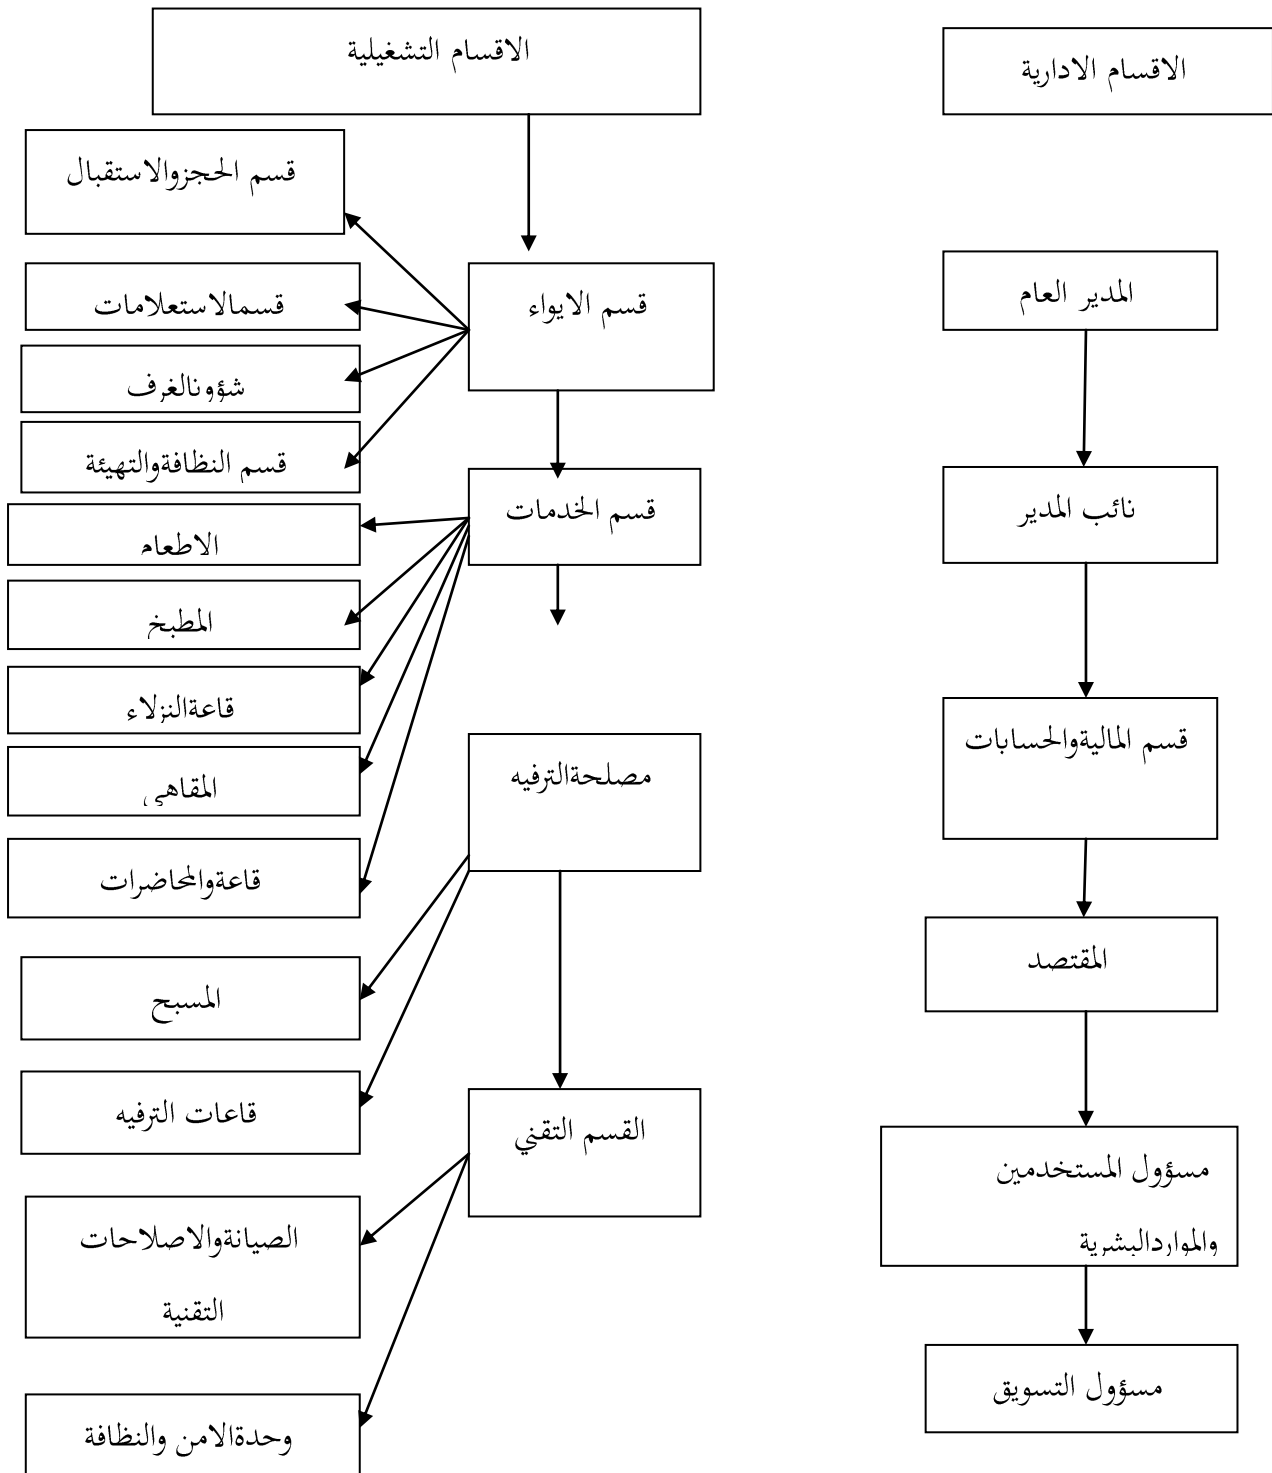 الاقسام الادارية
المدير العام
نائب المدير
قسم المالیةوالحسابات
المقتصد
مسؤول المستخدمين
والمواردالبشرية
مسؤول التسويق
الاقسام التشغيلية
قسم الايواء
قسم الحجزوالاستقبال
قسمالاستعلامات
شؤونالغرف
قسم النظافةوالتهيئة
قسم الخدمات
الاطعام
المطبخ
قاعةالنزلاء
المقاهي
قاعةوالمحاضرات
مصلحةالترفيه
المسبح
قاعات الترفيه
القسم التقني
الصيانةوالاصلاحات
التقنية
وحدةالامن والنظافة